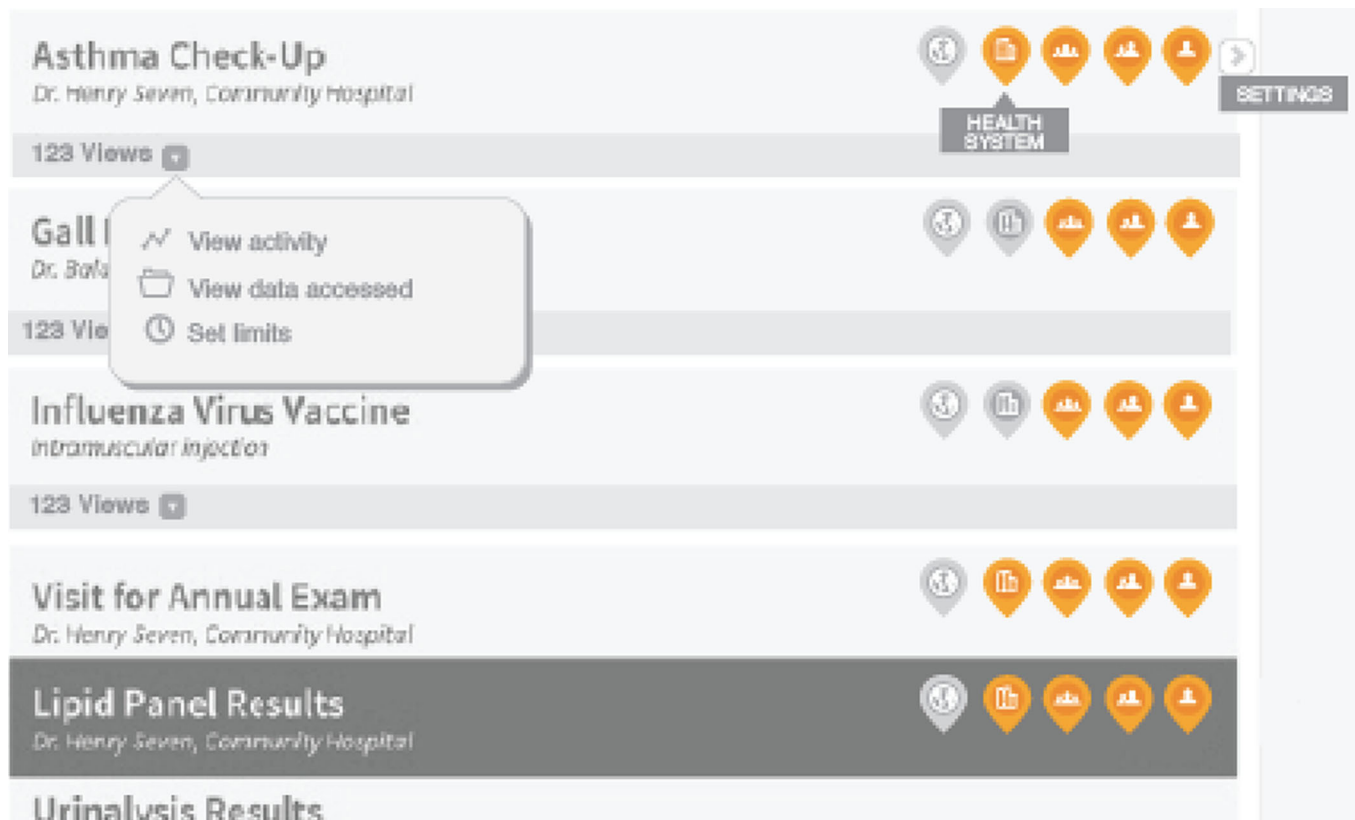 Asthma Check-Up
Dr. Henry Seven, Community Hospital
SETTINGS
HEALTH
SYSTEM
123 Views
Gall
Dr.
View activity
View data accessed
123
Set limits
Influenza Virus Vaccine
Intramuscular Injection
123 Views
Visit for Annual Exam
Dr. Henry Seven, Community Hospital
Lipid Panel Results
Dr. Henry Seven, Community Hospital
Urinalysis Results